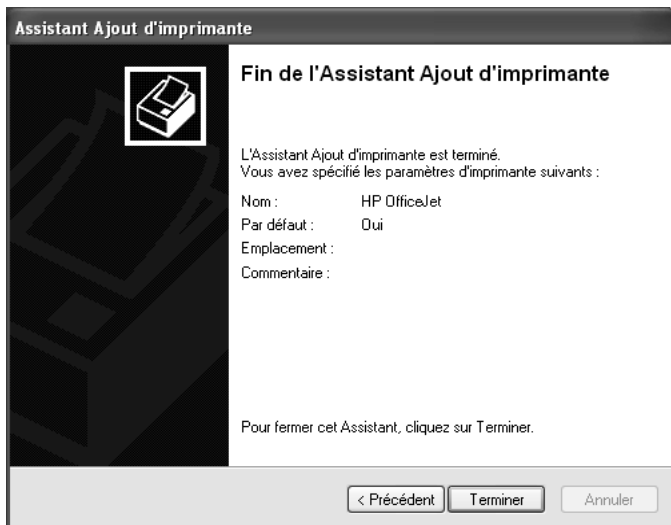 Assistant Ajout d'imprimante
Fin de l'Assistant Ajout d'imprimante
L'Assistant Ajout d'imprimante est terminé.
Vous avez spécifié les paramètres d'imprimante suivants :
Nom : HP OfficeJet
Par défaut : Oui
Emplacement :
Commentaire :
Pour fermer cet Assistant, cliquez sur Terminer.
< Précédent Terminer Annuler